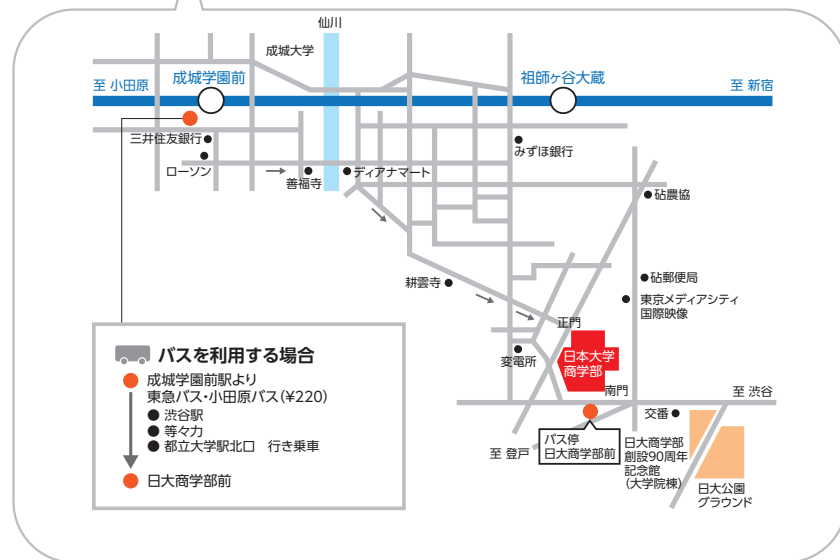 仙川
成城大学
至 小田原
成城学園前
祖師ヶ谷大蔵
至 新宿
三井住友銀行
みずほ銀行
ローソン
善福寺
ディアナマート
砧農協
耕雲寺
砧郵便局
東京メディアシティ
国際映像
正門
変電所
日本大学
商学部
南門
至 渋谷
交番
バス停
日大商学部前
至 登戸
日大商学部
創設90周年
記念館
(大学院棟)
日大公園
グラウンド
バスを利用する場合
成城学園前駅より
東急バス・小田原バス(¥220)
渋谷駅
等々力
都立大学駅北口 行き乗車
日大商学部前